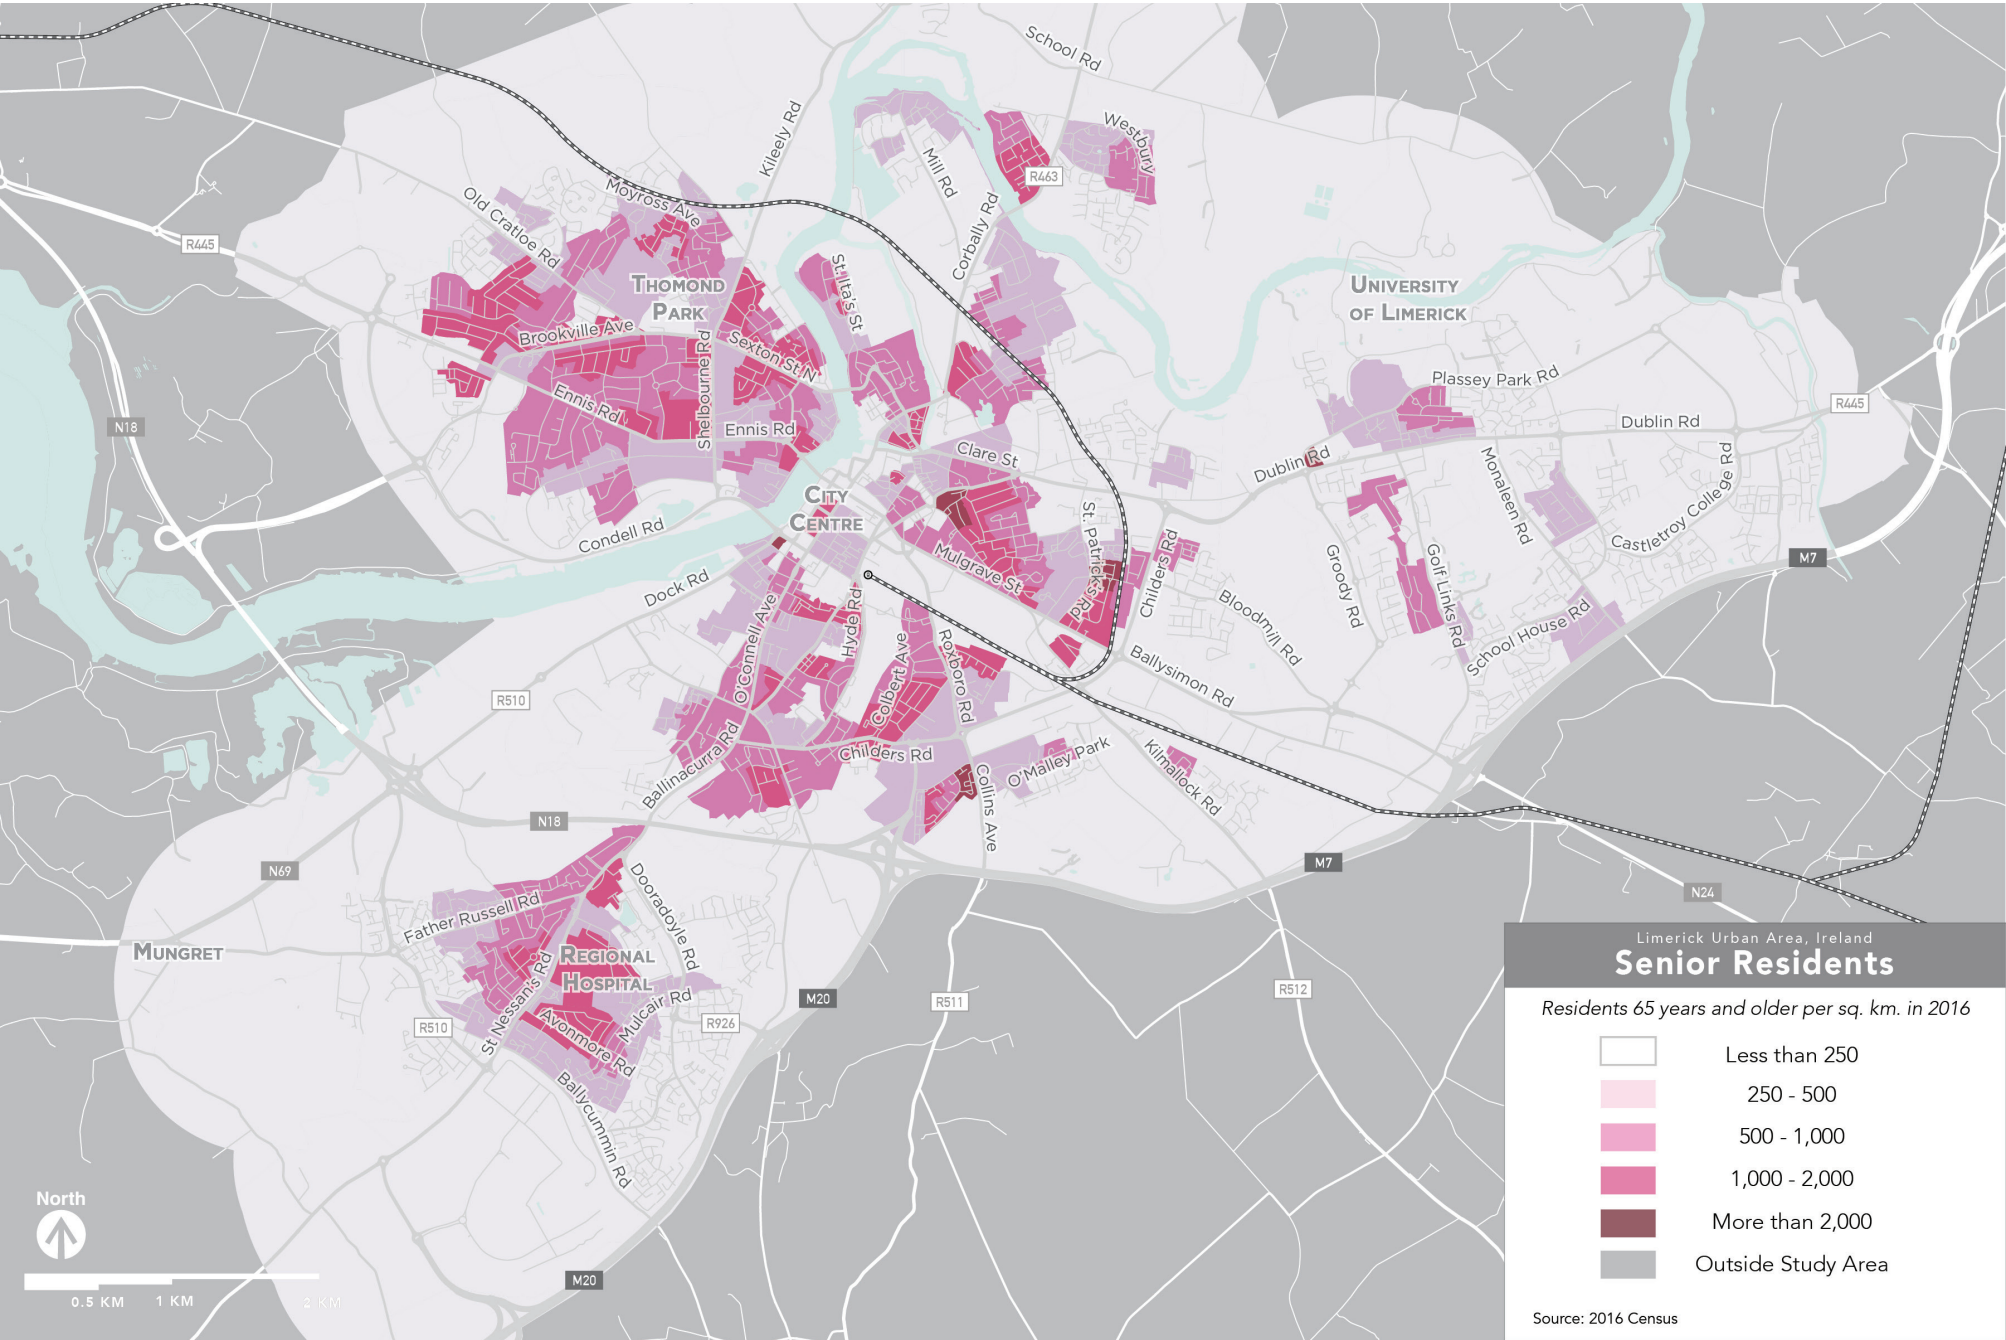 School Rd
Kileely Rd
Westbury
Mill Rd
R463
Moyross Ave
Old Cratloe Rd
Corbally Rd
R445
St. Ilta's St
THOMOND
PARK
UNIVERSITY
OF LIMERICK
Brookville Ave
Shelbourne Rd
Sexton St N
Plassey Park Rd
Ennis Rd
R445
N18
Ennis Rd
Dublin Rd
Clare St
Dublin Rd
Monaleen Rd
Castletroy College Rd
CITY
CENTRE
Condell Rd
St. Patrick's Rd
Mulgrave St
Childers Rd
M7
Dock Rd
Groody Rd
Golf Links Rd
Bloodmill Rd
O'Connell Ave
Hyde Rd
Colbert Ave
Roxboro Rd
School House Rd
Ballysimon Rd
R510
Ballinacurra Rd
Childers Rd
O'Malley Park
Kilmallock Rd
Collins Ave
N18
N69
M7
Dooradoyle Rd
N24
Father Russell Rd
MUNGRET
REGIONAL
HOSPITAL
St Nessan's Rd
M20
R511
R512
R510
Avonmore Rd
Mulcair Rd
R926
Ballycummin Rd
M20
North
0.5 KM
1 KM
2 KM
Limerick Urban Area, Ireland
Senior Residents
Residents 65 years and older per sq. km. in 2016
Less than 250
250 - 500
500 - 1,000
1,000 - 2,000
More than 2,000
Outside Study Area
Source: 2016 Census